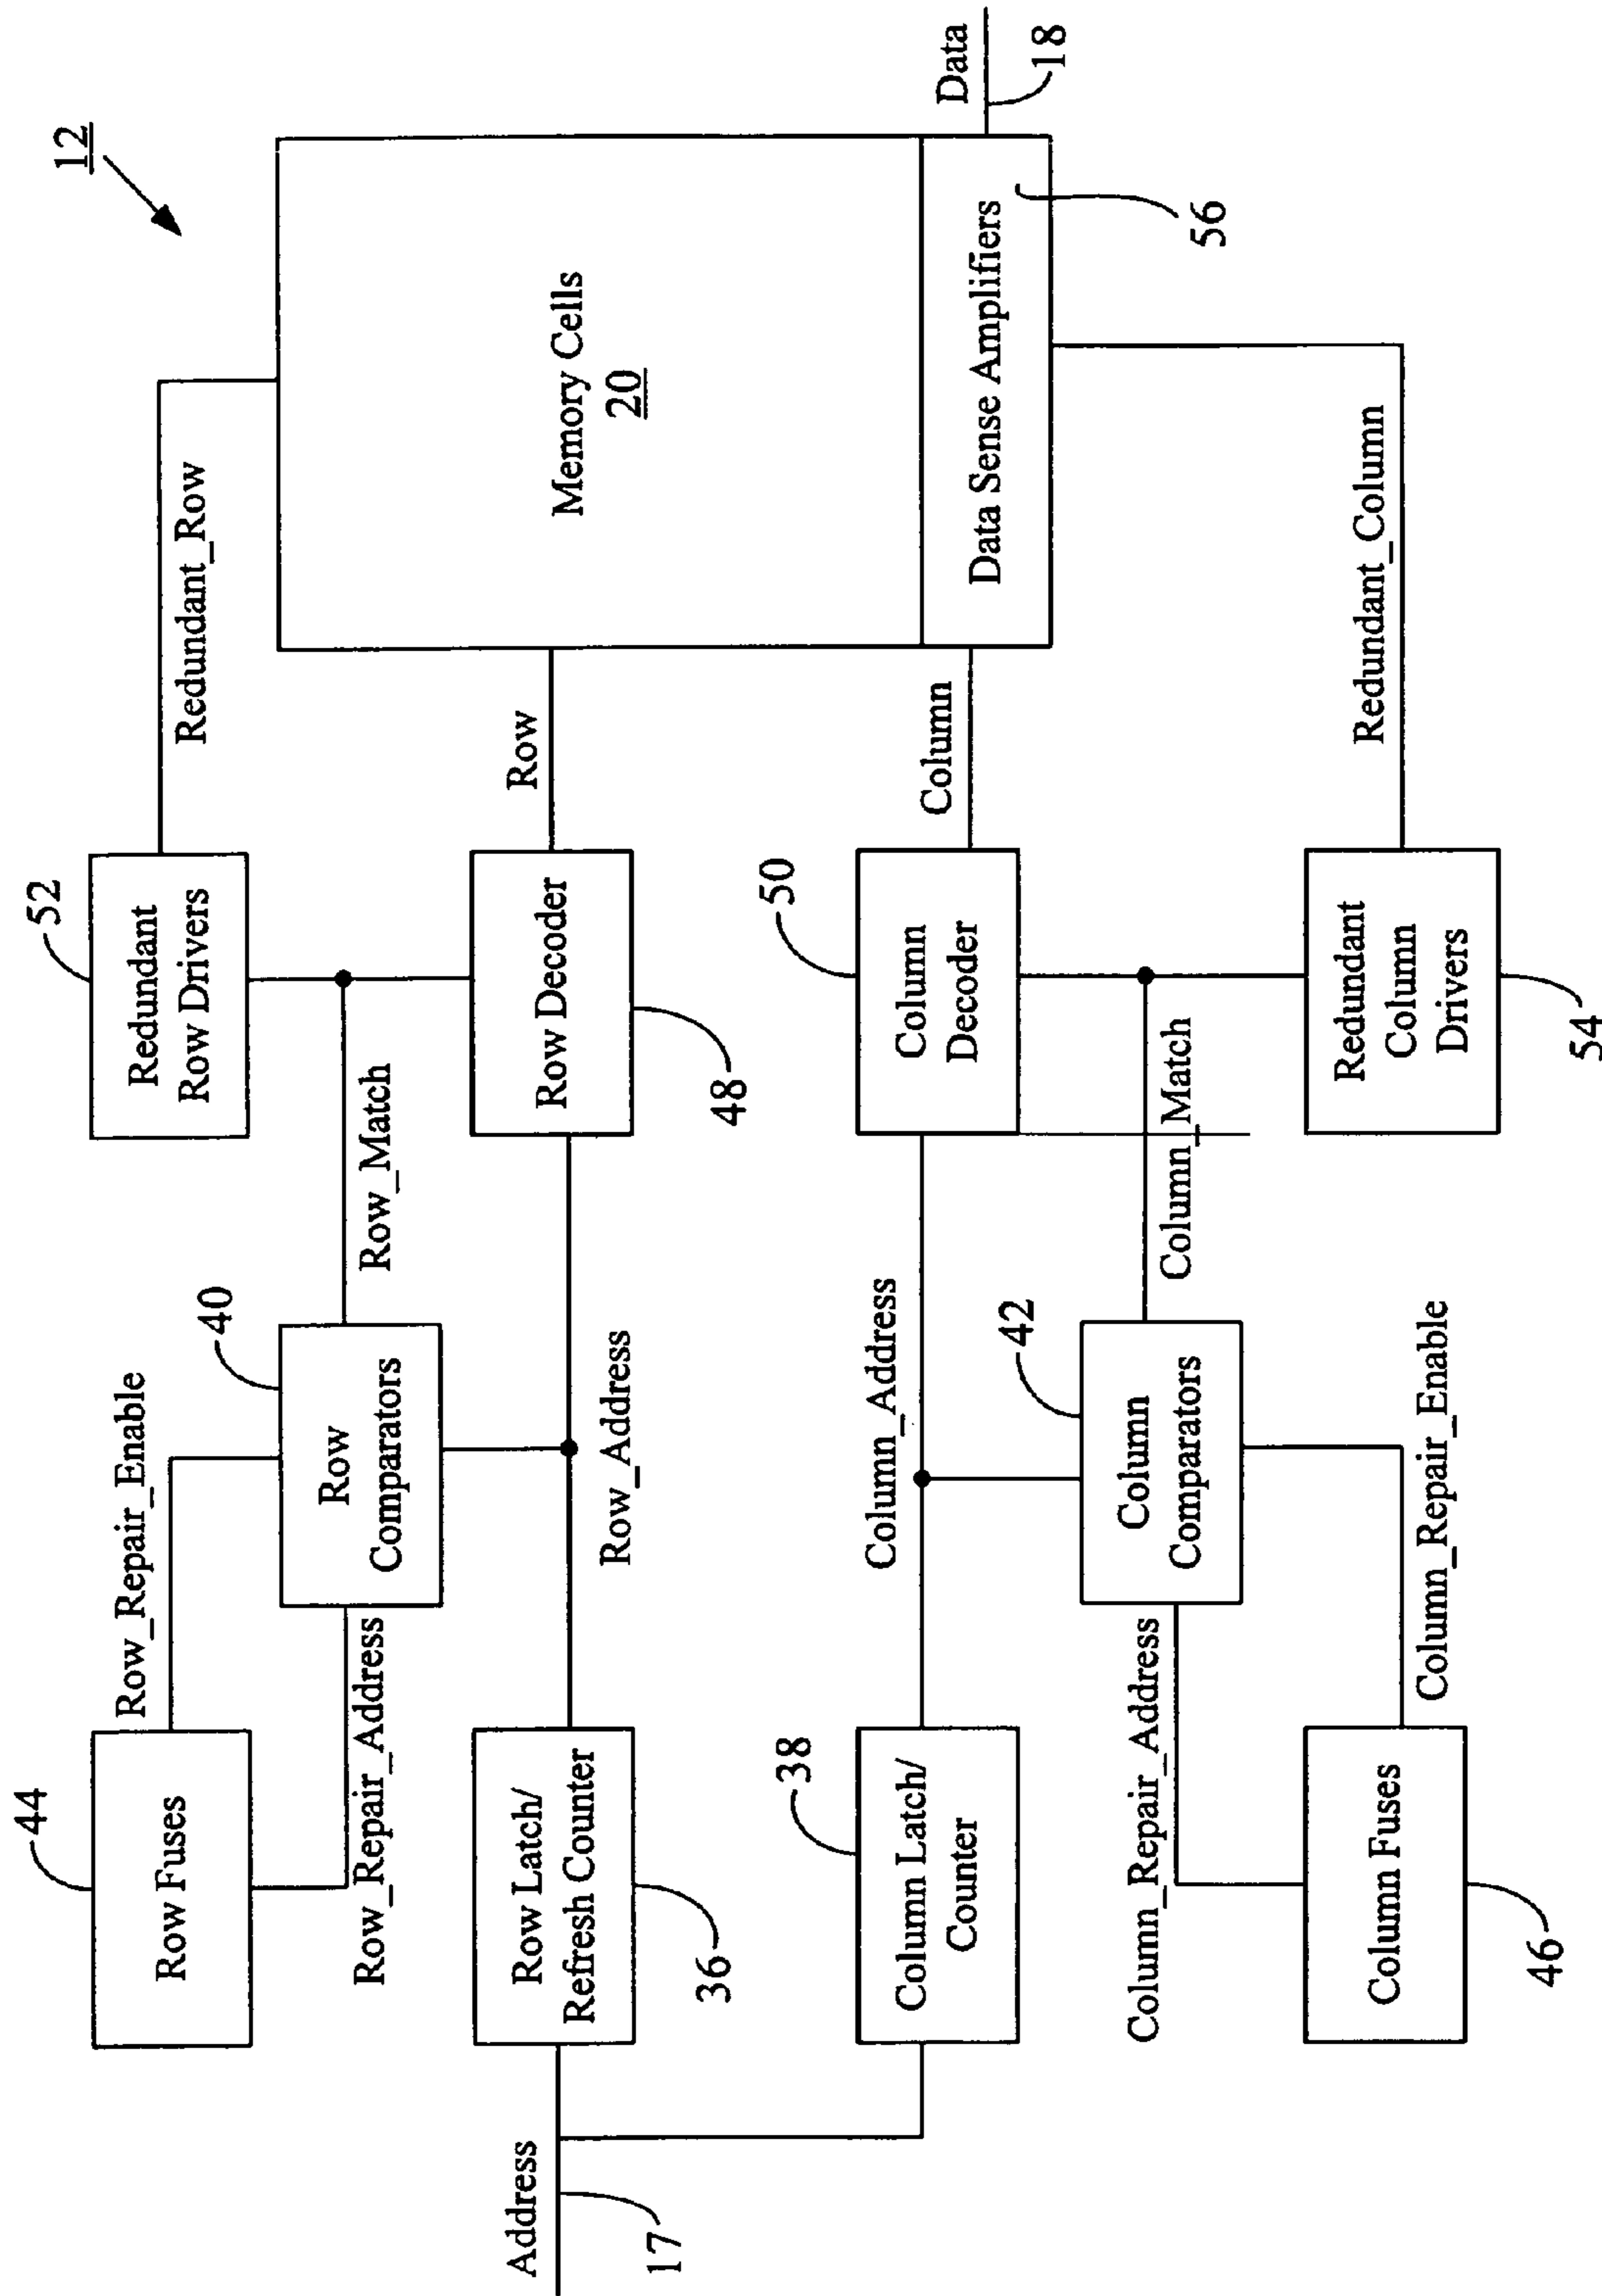 12
44
Row Fuses
Row_Repair_Enable
Row_Repair_Address
40
Row
Comparators
Row_Match
52
Redundant
Row Drivers
Redundant_Row
Address
17
Row Latch/
Refresh Counter
36
Row_Address
Row Decoder
48
Row
Memory Cells
20
38
Column Latch/
Counter
Column_Address
50
Column
Decoder
Column
Data Sense Amplifiers
56
Data
18
Column_Repair_Address
42
Column
Comparators
Column_Match
Column Fuses
46
Column_Repair_Enable
Redundant
Column
Drivers
54
Redundant_Column